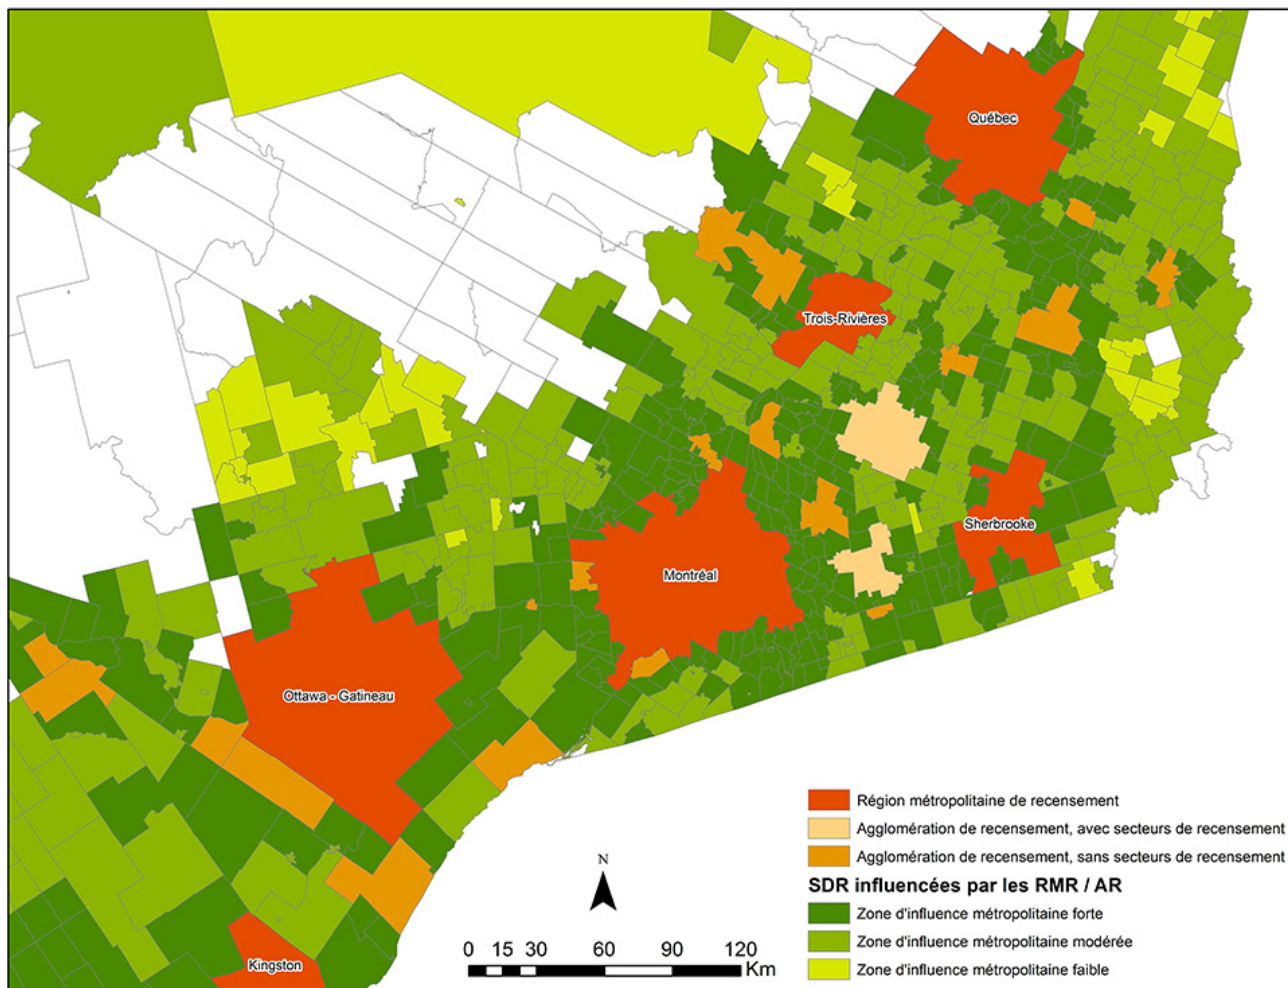 Québec
Trois-Rivières
Sherbrooke
Montréal
Ottawa - Gatineau
Kingston
N
0 15 30 60 90 120
Km
Région métropolitaine de recensement
Agglomération de recensement, avec secteurs de recensement
Agglomération de recensement, sans secteurs de recensement
SDR influencées par les RMR / AR
Zone d'influence métropolitaine forte
Zone d'influence métropolitaine modérée
Zone d'influence métropolitaine faible